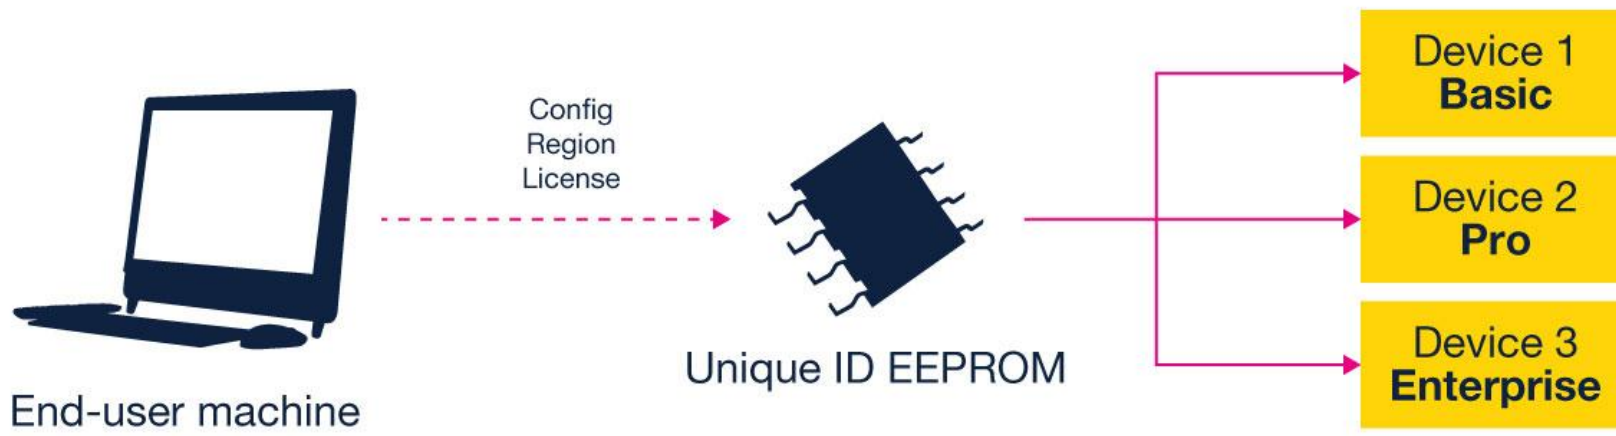 End-user machine
Config
Region
License
Unique ID EEPROM
Device 1
Basic
Device 2
Pro
Device 3
Enterprise